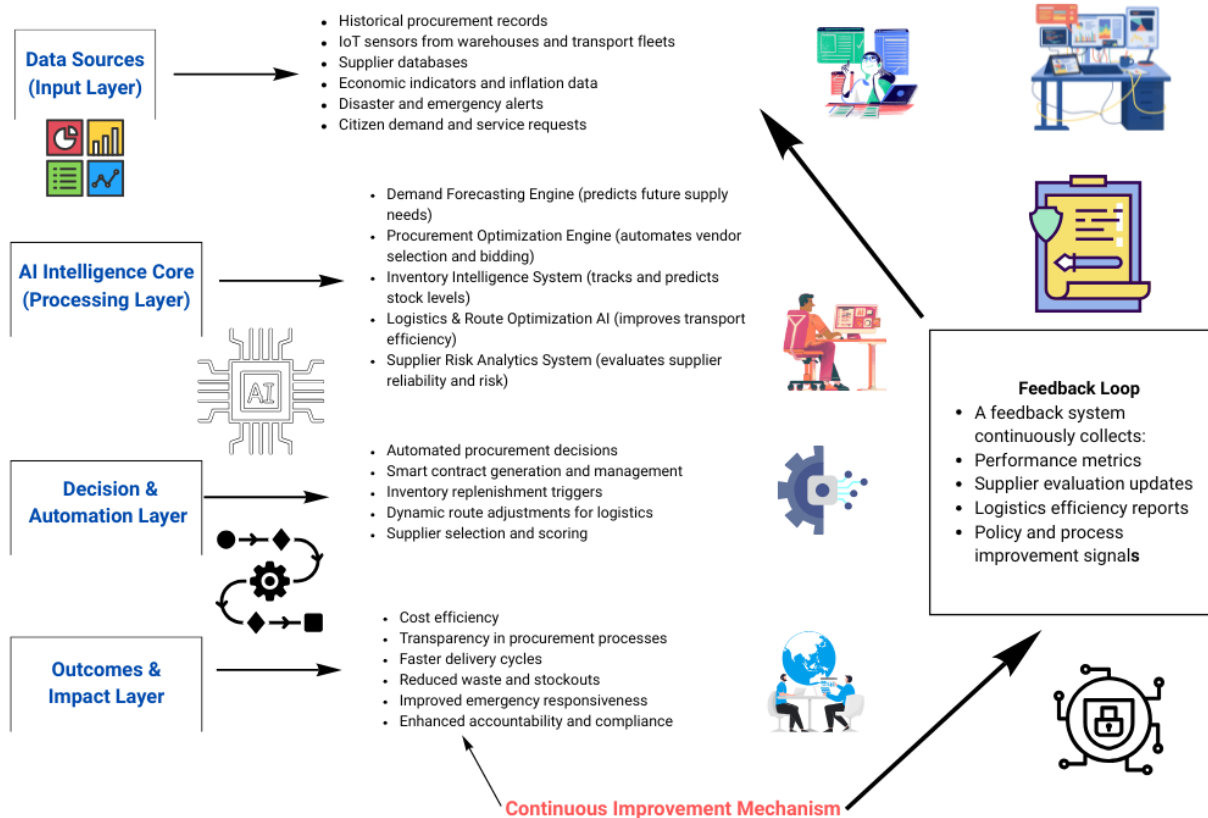 Data Sources
(Input Layer)
• Historical procurement records
• IoT sensors from warehouses and transport fleets
• Supplier databases
• Economic indicators and inflation data
• Disaster and emergency alerts
• Citizen demand and service requests
AI Intelligence Core
(Processing Layer)
• Demand Forecasting Engine (predicts future supply
needs)
• Procurement Optimization Engine (automates vendor
selection and bidding)
• Inventory Intelligence System (tracks and predicts
stock levels)
• Logistics & Route Optimization AI (improves transport
efficiency)
• Supplier Risk Analytics System (evaluates supplier
reliability and risk)
AI
Decision &
Automation Layer
• Automated procurement decisions
• Smart contract generation and management
• Inventory replenishment triggers
• Dynamic route adjustments for logistics
• Supplier selection and scoring
Outcomes &
Impact Layer
• Cost efficiency
• Transparency in procurement processes
• Faster delivery cycles
• Reduced waste and stockouts
• Improved emergency responsiveness
• Enhanced accountability and compliance
Feedback Loop
• A feedback system
continuously collects:
• Performance metrics
• Supplier evaluation updates
• Logistics efficiency reports
• Policy and process
improvement signals
Continuous Improvement Mechanism